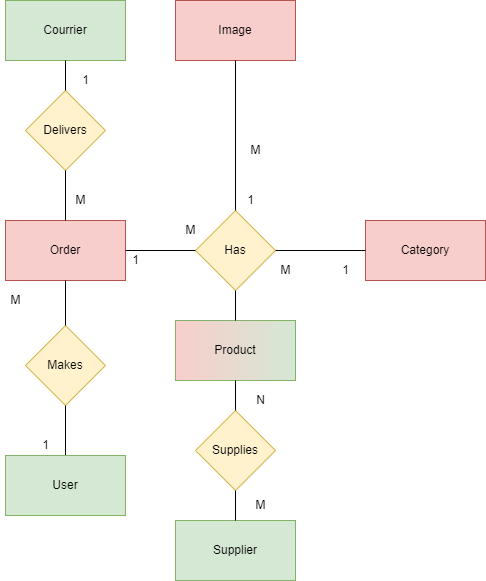 Courrier
Image
1
Delivers
M
M
1
Order
M
1
Has
M
1
Category
M
Makes
Product
1
N
User
Supplies
M
Supplier